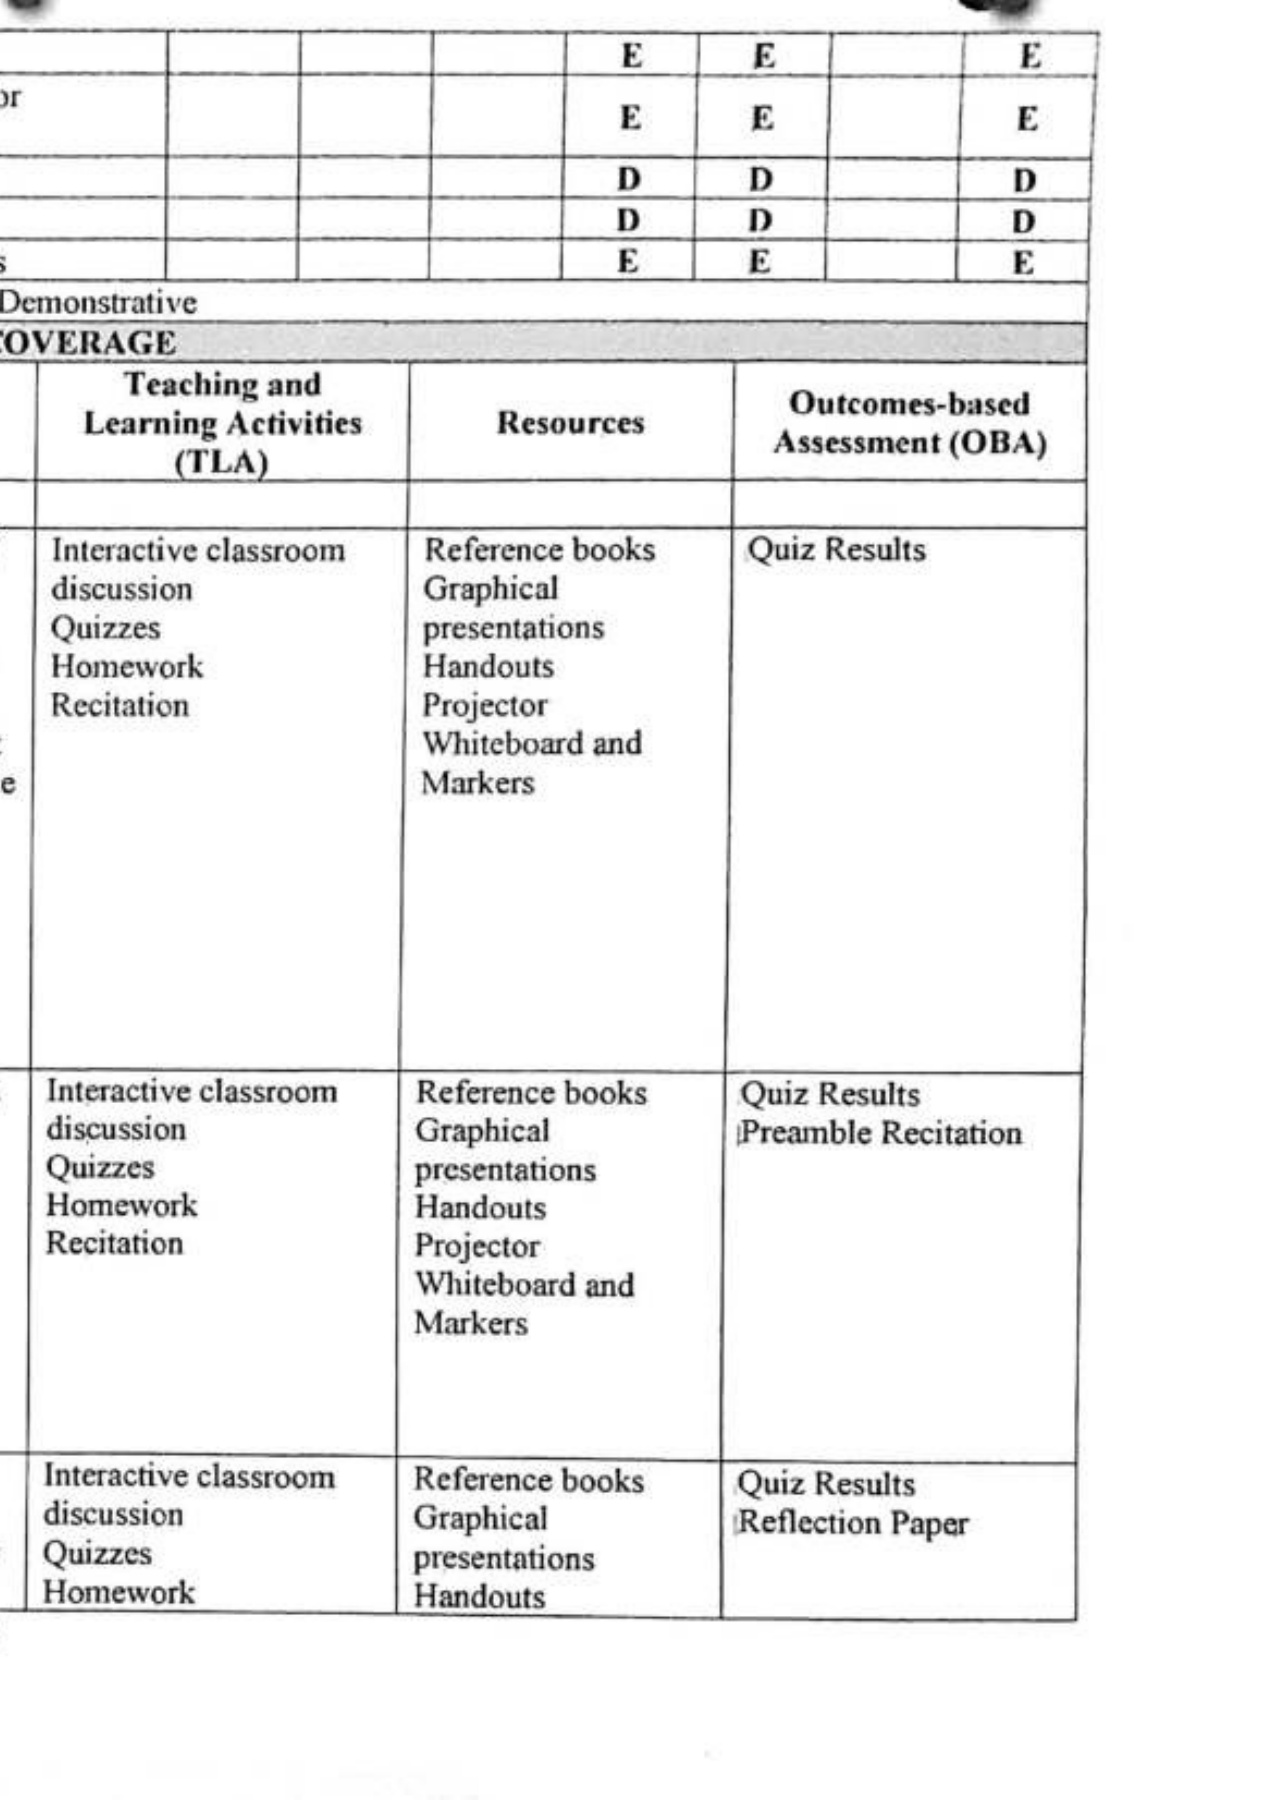 E E E
or
E E E
D D D
D D D
s E E E
Demonstrative
COVERAGE
Teaching and
Learning Activities
(TLA)
Resources
Outcomes-based
Assessment (OBA)
Interactive classroom
discussion
Quizzes
Homework
Recitation
Reference books
Graphical
presentations
Handouts
Projector
Whiteboard and
Markers
Quiz Results
e
Interactive classroom
discussion
Quizzes
Homework
Recitation
Reference books
Graphical
presentations
Handouts
Projector
Whiteboard and
Markers
Quiz Results
Preamble Recitation
Interactive classroom
discussion
Quizzes
Homework
Reference books
Graphical
presentations
Handouts
Quiz Results
Reflection Paper